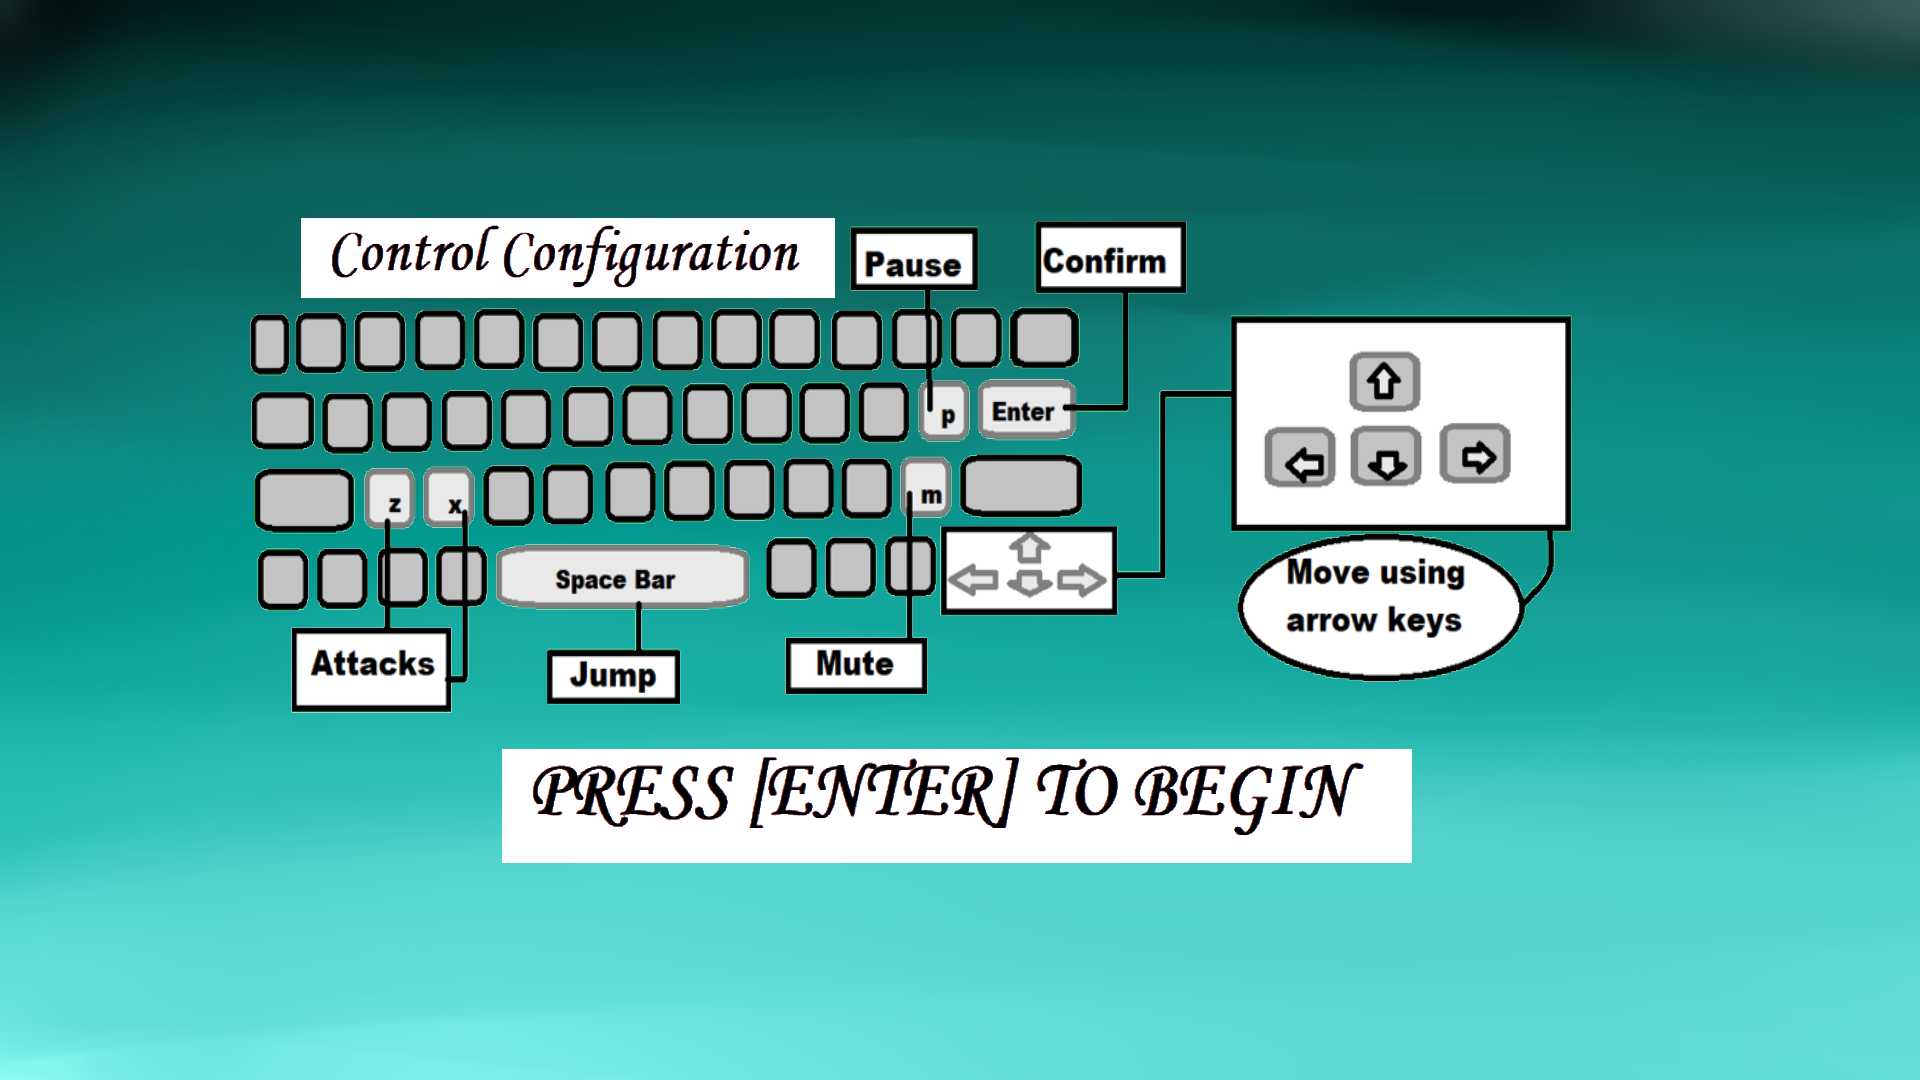 Control Configuration
Pause
Confirm
p
Enter
z
x
m
Space Bar
Attacks
Jump
Mute
Move using
arrow keys
PRESS [ENTER] TO BEGIN